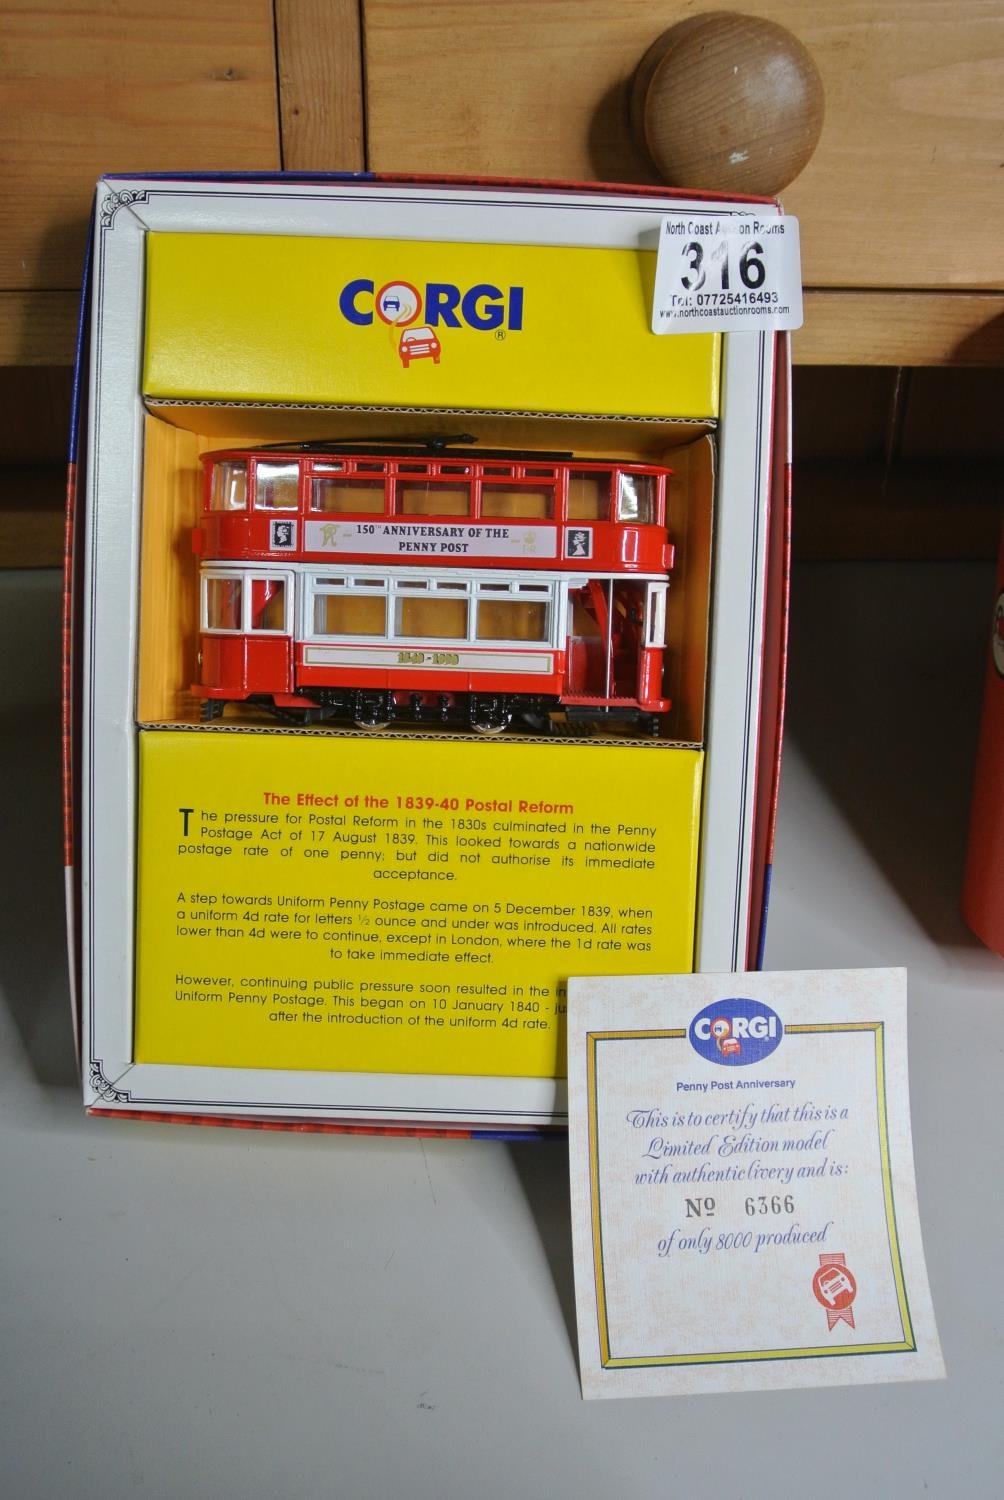 North Coast Auction Rooms
316
Tel: 07725416493
www.northcoastauctionrooms.com
CORGI
®
150TH ANNIVERSARY OF THE
PENNY POST
1840-1990
The Effect of the 1839-40 Postal Reform
The pressure for Postal Reform in the 1830s culminated in the Penny
Postage Act of 17 August 1839. This looked towards a nationwide
postage rate of one penny; but did not authorise its immediate
acceptance.
A step towards Uniform Penny Postage came on 5 December 1839, when
a uniform 4d rate for letters ½ ounce and under was introduced. All rates
lower than 4d were to continue, except in London, where the 1d rate was
to take immediate effect.
However, continuing public pressure soon resulted in the
Uniform Penny Postage. This began on 10 January 1840 -
after the introduction of the uniform 4d rate.
CORGI
Penny Post Anniversary
This is to certify that this is a
Limited Edition model
with authentic livery and is:
Nº 6366
of only 8000 produced